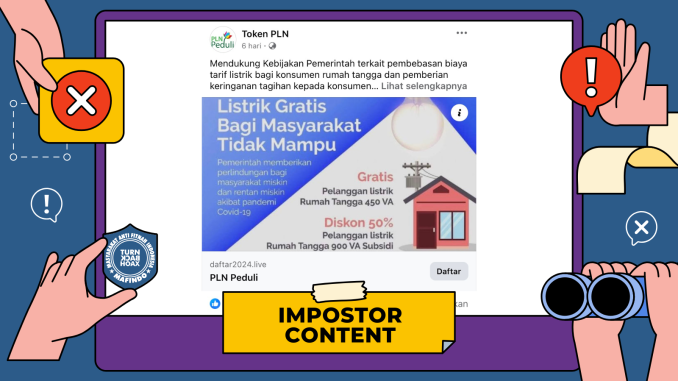 PLN
Peduli
Token PLN
6 hari
Mendukung Kebijakan Pemerintah terkait pembebasan biaya
tarif listrik bagi konsumen rumah tangga dan pemberian
keringanan tagihan kepada konsumen... Lihat selengkapnya
Listrik Gratis
Bagi Masyarakat
Tidak Mampu
Pemerintah memberikan
perlindungan bagi
masyarakat miskin
dan rentan miskin
akibat pandemi
Covid-19
Gratis
Pelanggan listrik
Rumah Tangga 450 VA
Diskon 50%
Pelanggan listrik
Rumah Tangga 900 VA Subsidi
daftar2024.live
PLN Peduli
Daftar
kan
MASYARAKAT ANTI FITNAH INDONESIA
TURN
BACK
HOAX
MAFINDO
IMPOSTOR
CONTENT